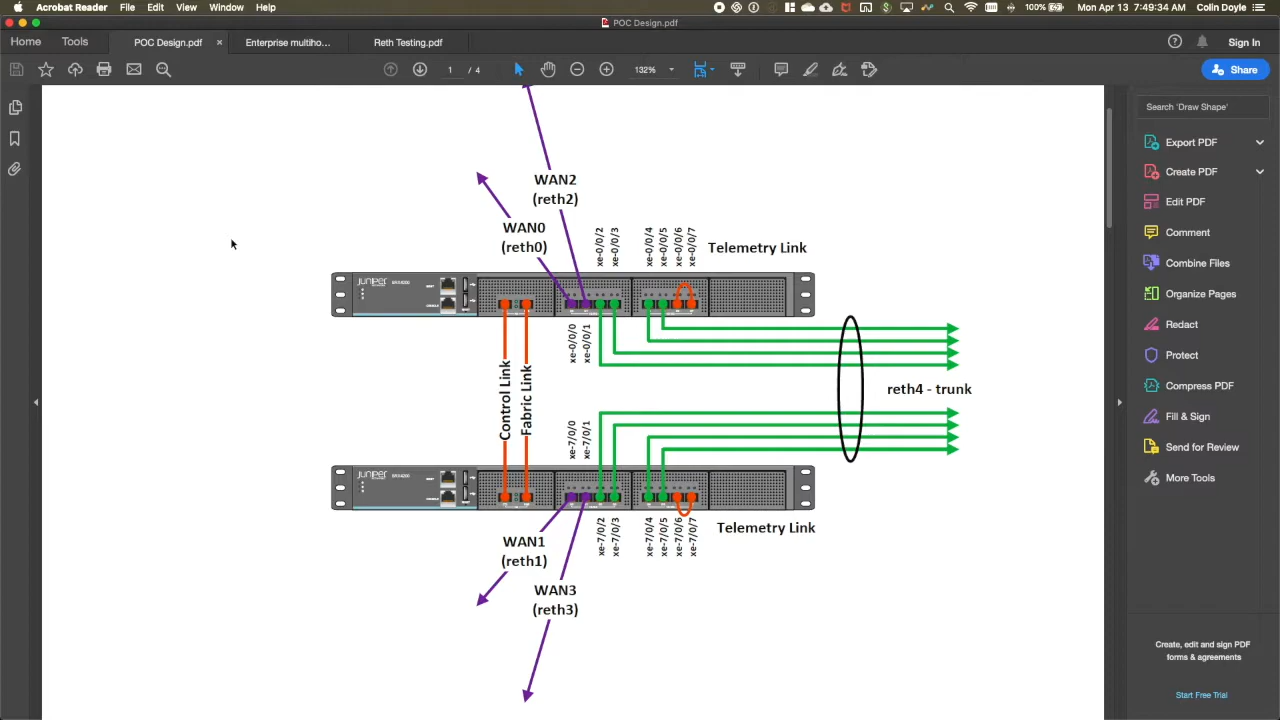 Acrobat Reader File Edit View Window Help
100% Mon Apr 13 9:49:34 AM Colin Doyle
POC Design.pdf
Home Tools POC Design.pdf × Enterprise multiho... Reth Testing.pdf Sign In
1 / 4 132% Share
Search 'Draw Shape'
Export PDF
Create PDF
Edit PDF
Comment
Combine Files
Organize Pages
Redact
Protect
Compress PDF
Fill & Sign
Send for Review
More Tools
Create, edit and sign PDF
forms & agreements
Start Free Trial
WAN2
(reth2)
WAN0
(reth0)
xe-0/0/2
xe-0/0/3
xe-0/0/4
xe-0/0/5
xe-0/0/6
xe-0/0/7
Telemetry Link
JUNIPER
xe-0/0/0
xe-0/0/1
Control Link
Fabric Link
reth4 - trunk
xe-7/0/0
xe-7/0/1
JUNIPER
xe-7/0/2
xe-7/0/3
xe-7/0/4
xe-7/0/5
xe-7/0/6
xe-7/0/7
Telemetry Link
WAN1
(reth1)
WAN3
(reth3)